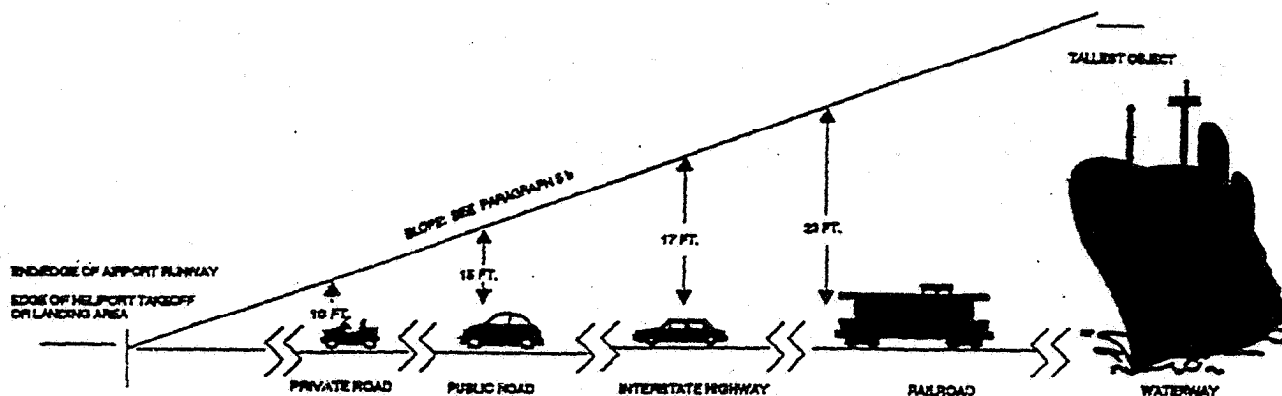 TALLEST OBJECT
SLOPE: SEE PARAGRAPH 5 b
17 FT.
23 FT.
15 FT.
10 FT.
END/EDGE OF AIRPORT RUNWAY
EDGE OF HELIPORT TAKEOFF
OR LANDING AREA
PRIVATE ROAD
PUBLIC ROAD
INTERSTATE HIGHWAY
RAILROAD
WATERWAY